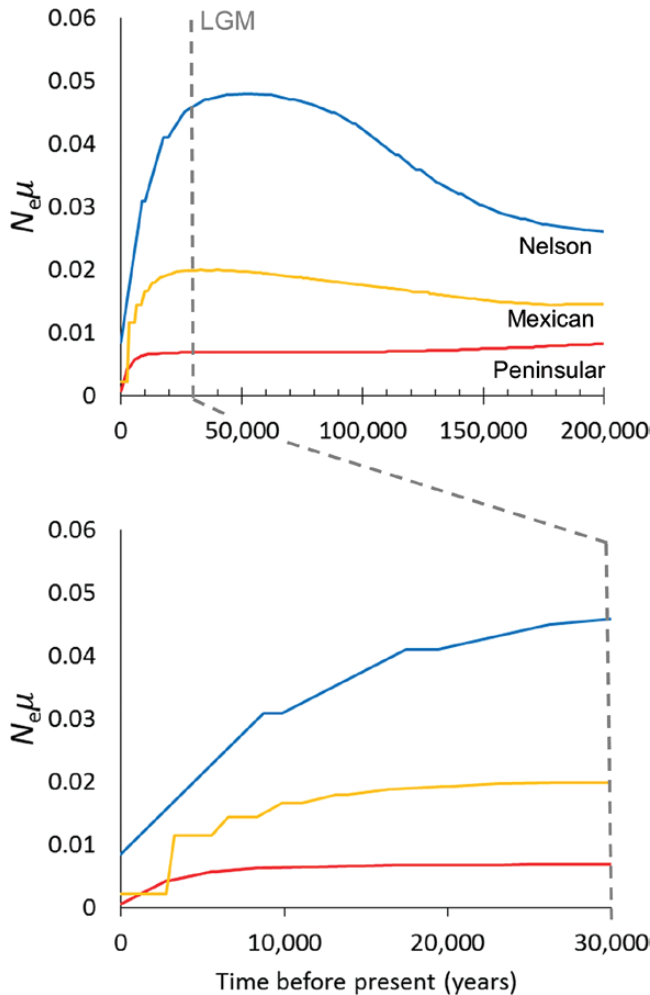 0.06
LGM
0.05
0.04
0.03
0.02
0.01
0
Neμ
Nelson
Mexican
Peninsular
0 50,000 100,000 150,000 200,000
0.06
0.05
0.04
0.03
0.02
0.01
0
Neμ
0 10,000 20,000 30,000
Time before present (years)